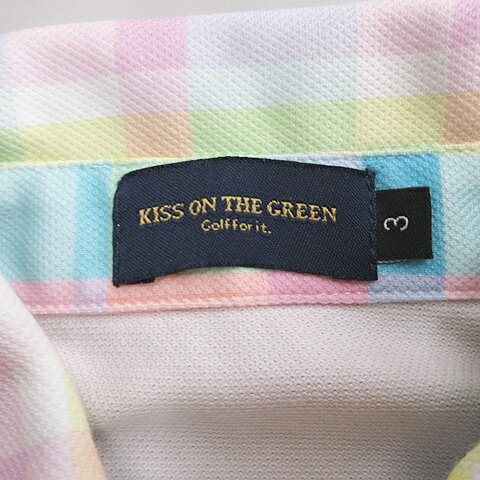 KISS ON THE GREEN
Golf for it.
3